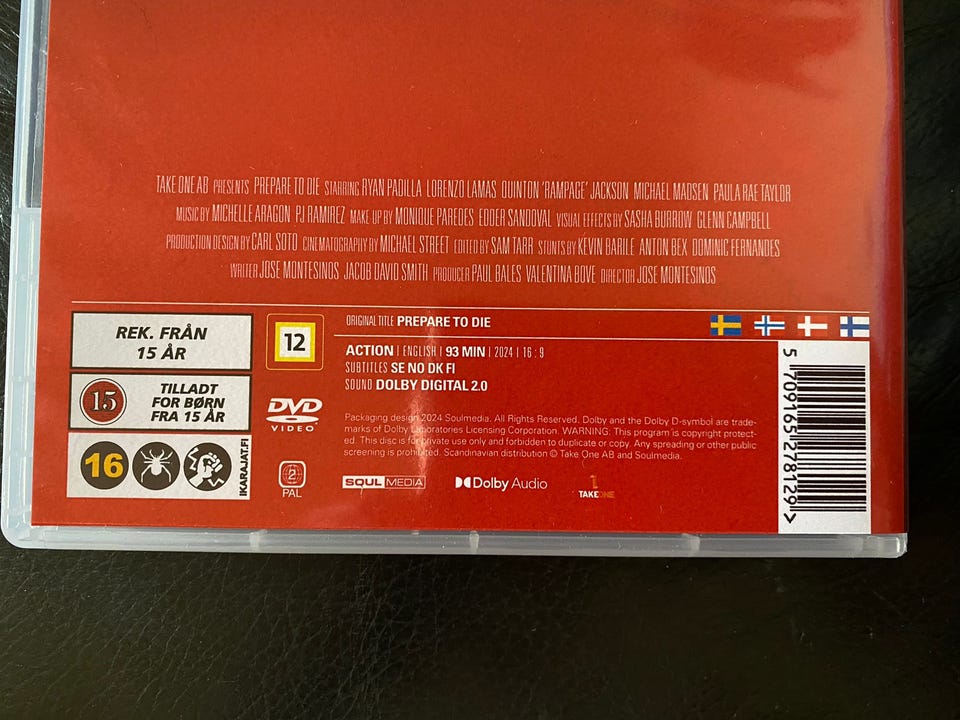 TAKE ONE AB PRESENTS PREPARE TO DIE STARRING RYAN PADILLA LORENZO LAMAS QUINTON 'RAMPAGE' JACKSON MICHAEL MADSEN PAULA RAE TAYLOR
MUSIC BY MICHELLE ARAGON PJ RAMIREZ MAKE UP BY MONIQUE PAREDES EDDER SANDOVAL VISUAL EFFECTS BY SASHA BURROW GLENN CAMPBELL
PRODUCTION DESIGN BY CARL SOTO CINEMATOGRAPHY BY MICHAEL STREET EDITED BY SAM TARR STUNTS BY KEVIN BARILE ANTON BEX DOMINIC FERNANDES
WRITER JOSE MONTESINOS JACOB DAVID SMITH PRODUCER PAUL BALES VALENTINA BOVE DIRECTOR JOSE MONTESINOS
REK. FRÅN
15 ÅR
15
TILLADT
FOR BØRN
FRA 15 ÅR
16
IKARAJAT.FI
12
DVD
VIDEO
2
PAL
ORIGINAL TITLE PREPARE TO DIE
ACTION | ENGLISH | 93 MIN | 2024 | 16:9
SUBTITLES SE NO DK FI
SOUND DOLBY DIGITAL 2.0
Packaging design 2024 Soulmedia. All Rights Reserved. Dolby and the Dolby D-symbol are trade-
marks of Dolby Laboratories Licensing Corporation. WARNING: This program is copyright protect-
ed. This disc is for private use only and forbidden to duplicate or copy. Any spreading or other public
screening is prohibited. Scandinavian distribution © Take One AB and Soulmedia.
SOUL MEDIA
Dolby Audio
1
TAKEONE
5 709165 278129 >